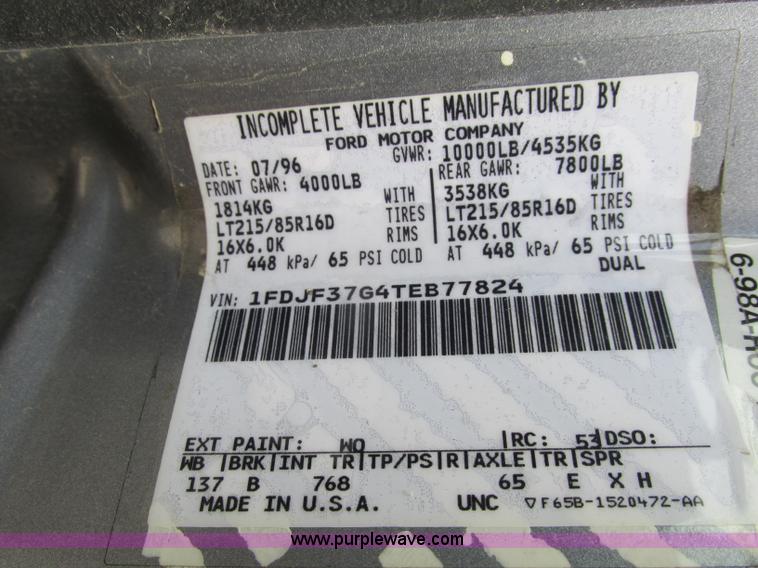 INCOMPLETE VEHICLE MANUFACTURED BY
FORD MOTOR COMPANY
DATE: 07/96 GVWR: 10000LB/4535KG
FRONT GAWR: 4000LB REAR GAWR: 7800LB
1814KG WITH 3538KG WITH
LT215/85R16D TIRES LT215/85R16D TIRES
16X6.0K RIMS 16X6.0K RIMS
AT 448 kPa/ 65 PSI COLD AT 448 kPa/ 65 PSI COLD
DUAL
VIN: 1FDJF37G4TEB77824
EXT PAINT: WO |RC: 53|DSO:
WB |BRK|INT TR|TP/PS|R|AXLE|TR|SPR
137 B 768 65 E X H
MADE IN U.S.A. UNC ▽F65B-1520472-AA
6-98A-H
www.purplewave.com